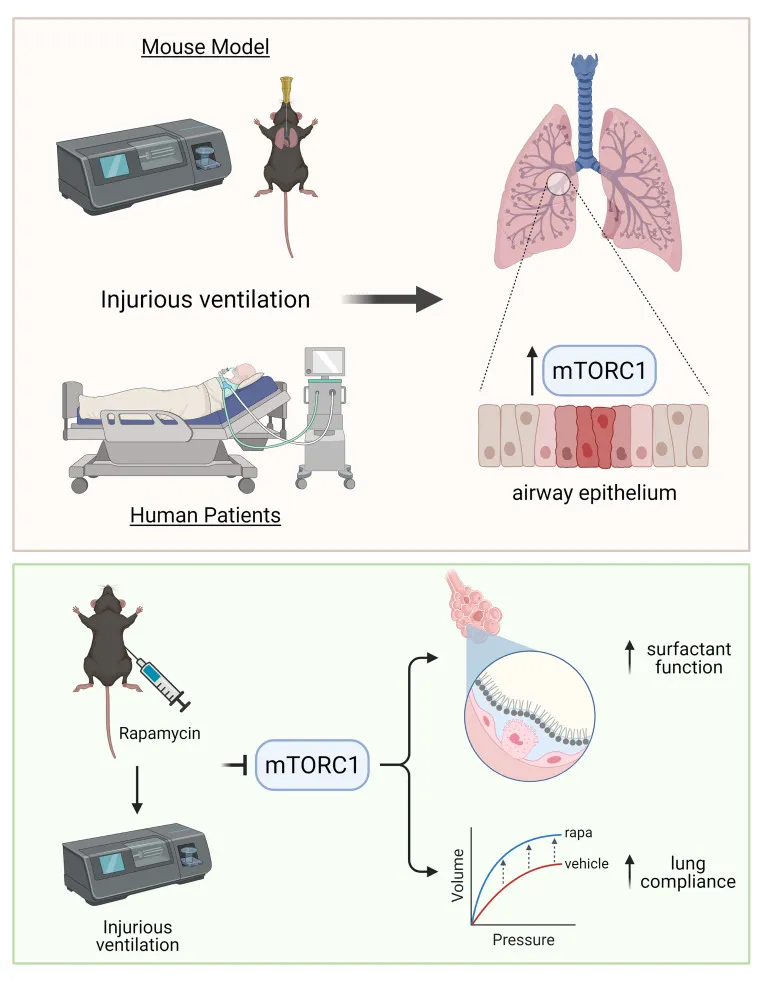 Mouse Model
Injurious ventilation
Human Patients
mTORC1
airway epithelium
Rapamycin
Injurious
ventilation
mTORC1
surfactant
function
Volume
rapa
vehicle
Pressure
lung
compliance